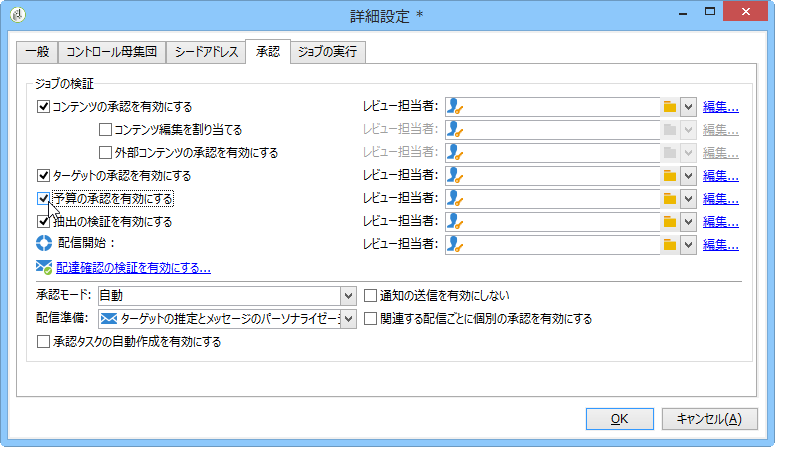 詳細設定 *
一般 コントロール母集団 シードアドレス 承認 ジョブの実行
ジョブの検証
コンテンツの承認を有効にする レビュー担当者: 編集...
コンテンツ編集を割り当てる レビュー担当者: 編集...
外部コンテンツの承認を有効にする レビュー担当者: 編集...
ターゲットの承認を有効にする レビュー担当者: 編集...
予算の承認を有効にする レビュー担当者: 編集...
抽出の検証を有効にする レビュー担当者: 編集...
配信開始 : レビュー担当者: 編集...
配達確認の検証を有効にする...
承認モード: 自動 通知の送信を有効にしない
配信準備: ターゲットの推定とメッセージのパーソナライゼー 関連する配信ごとに個別の承認を有効にする
承認タスクの自動作成を有効にする
OK キャンセル(A)